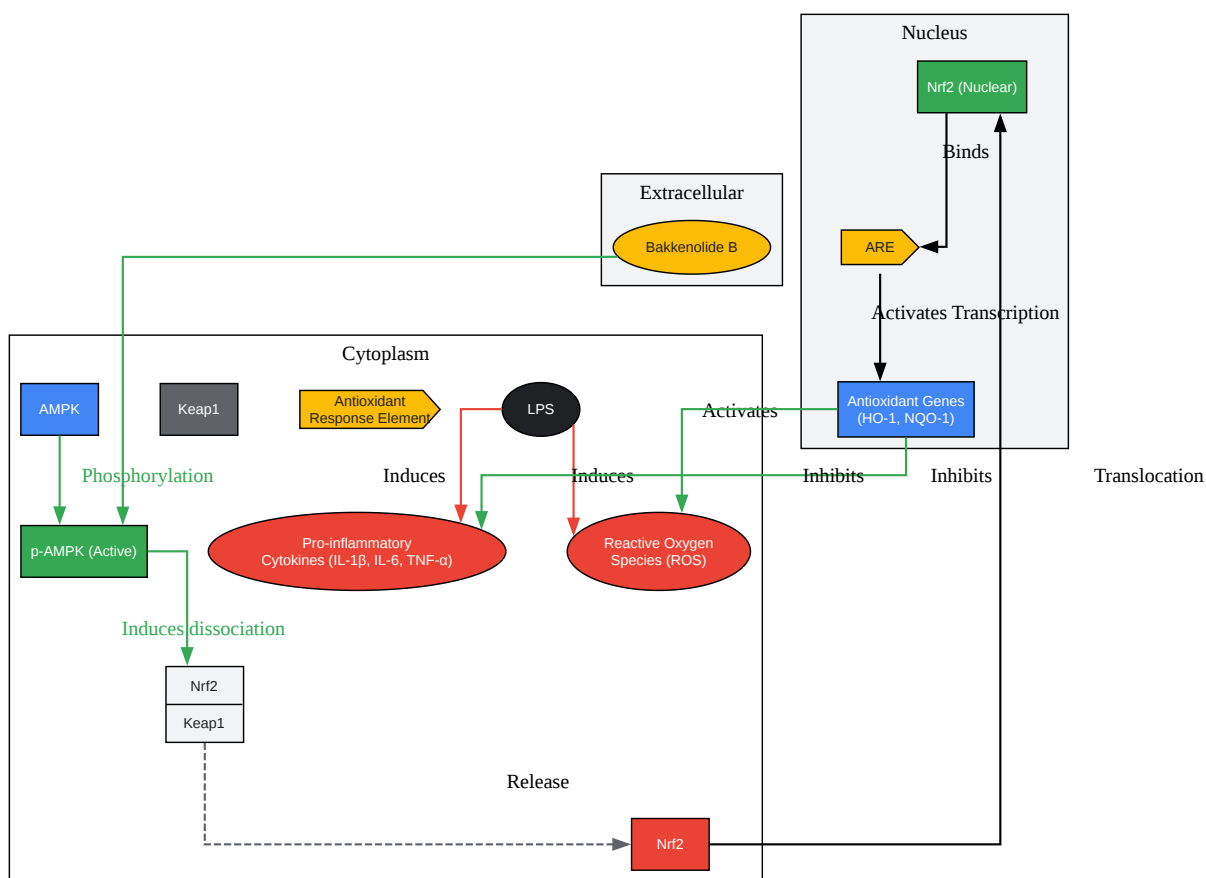 Nucleus
Nrf2 (Nuclear)
Binds
Extracellular
Bakkenolide B
ARE
Activates Transcription
Cytoplasm
AMPK
Keap1
Antioxidant
Response Element
LPS
Activates
Antioxidant Genes
(HO-1, NQO-1)
Phosphorylation
Induces
Induces
Inhibits
Inhibits
Translocation
p-AMPK (Active)
Pro-inflammatory
Cytokines (IL-1β, IL-6, TNF-α)
Reactive Oxygen
Species (ROS)
Induces dissociation
Nrf2
Keap1
Release
Nrf2